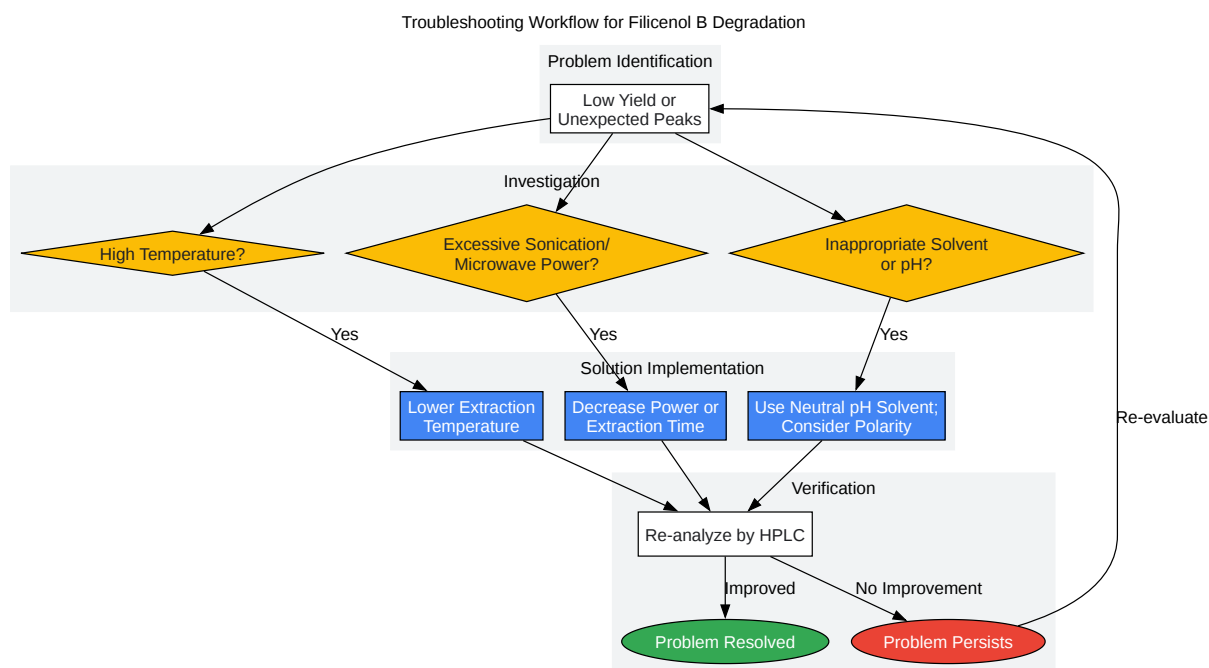 Troubleshooting Workflow for Filicenol B Degradation
Problem Identification
Low Yield or
Unexpected Peaks
Investigation
High Temperature?
Excessive Sonication/
Microwave Power?
Inappropriate Solvent
or pH?
Yes
Yes
Yes
Solution Implementation
Lower Extraction
Temperature
Decrease Power or
Extraction Time
Use Neutral pH Solvent;
Consider Polarity
Re-evaluate
Verification
Re-analyze by HPLC
Improved
No Improvement
Problem Resolved
Problem Persists